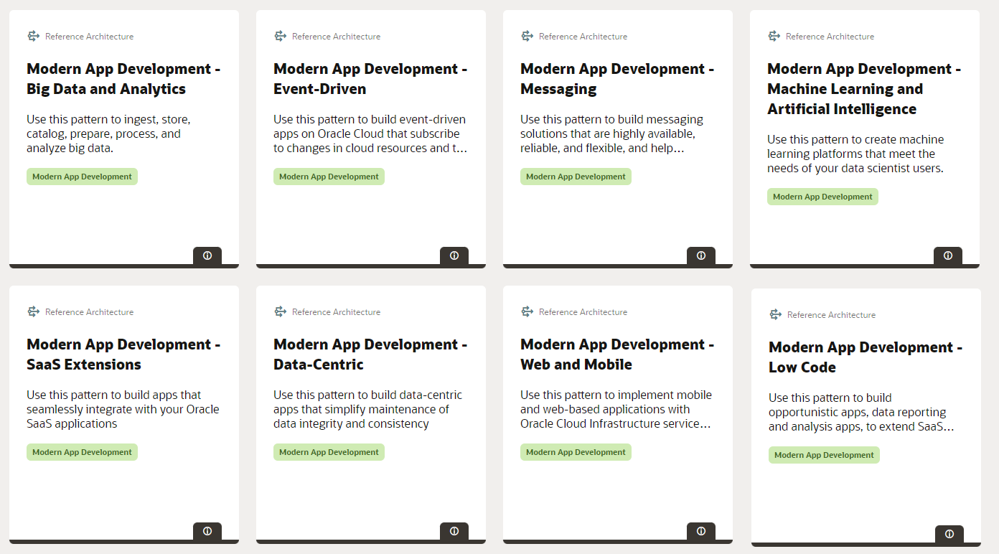 Reference Architecture
Modern App Development -
Big Data and Analytics
Use this pattern to ingest, store,
catalog, prepare, process, and
analyze big data.
Modern App Development
Reference Architecture
Modern App Development -
Event-Driven
Use this pattern to build event-driven
apps on Oracle Cloud that subscribe
to changes in cloud resources and t...
Modern App Development
Reference Architecture
Modern App Development -
Messaging
Use this pattern to build messaging
solutions that are highly available,
reliable, and flexible, and help...
Modern App Development
Reference Architecture
Modern App Development -
Machine Learning and
Artificial Intelligence
Use this pattern to create machine
learning platforms that meet the
needs of your data scientist users.
Modern App Development
Reference Architecture
Modern App Development -
SaaS Extensions
Use this pattern to build apps that
seamlessly integrate with your Oracle
SaaS applications
Modern App Development
Reference Architecture
Modern App Development -
Data-Centric
Use this pattern to build data-centric
apps that simplify maintenance of
data integrity and consistency
Modern App Development
Reference Architecture
Modern App Development -
Web and Mobile
Use this pattern to implement mobile
and web-based applications with
Oracle Cloud Infrastructure service...
Modern App Development
Reference Architecture
Modern App Development -
Low Code
Use this pattern to build
opportunistic apps, data reporting
and analysis apps, to extend SaaS...
Modern App Development